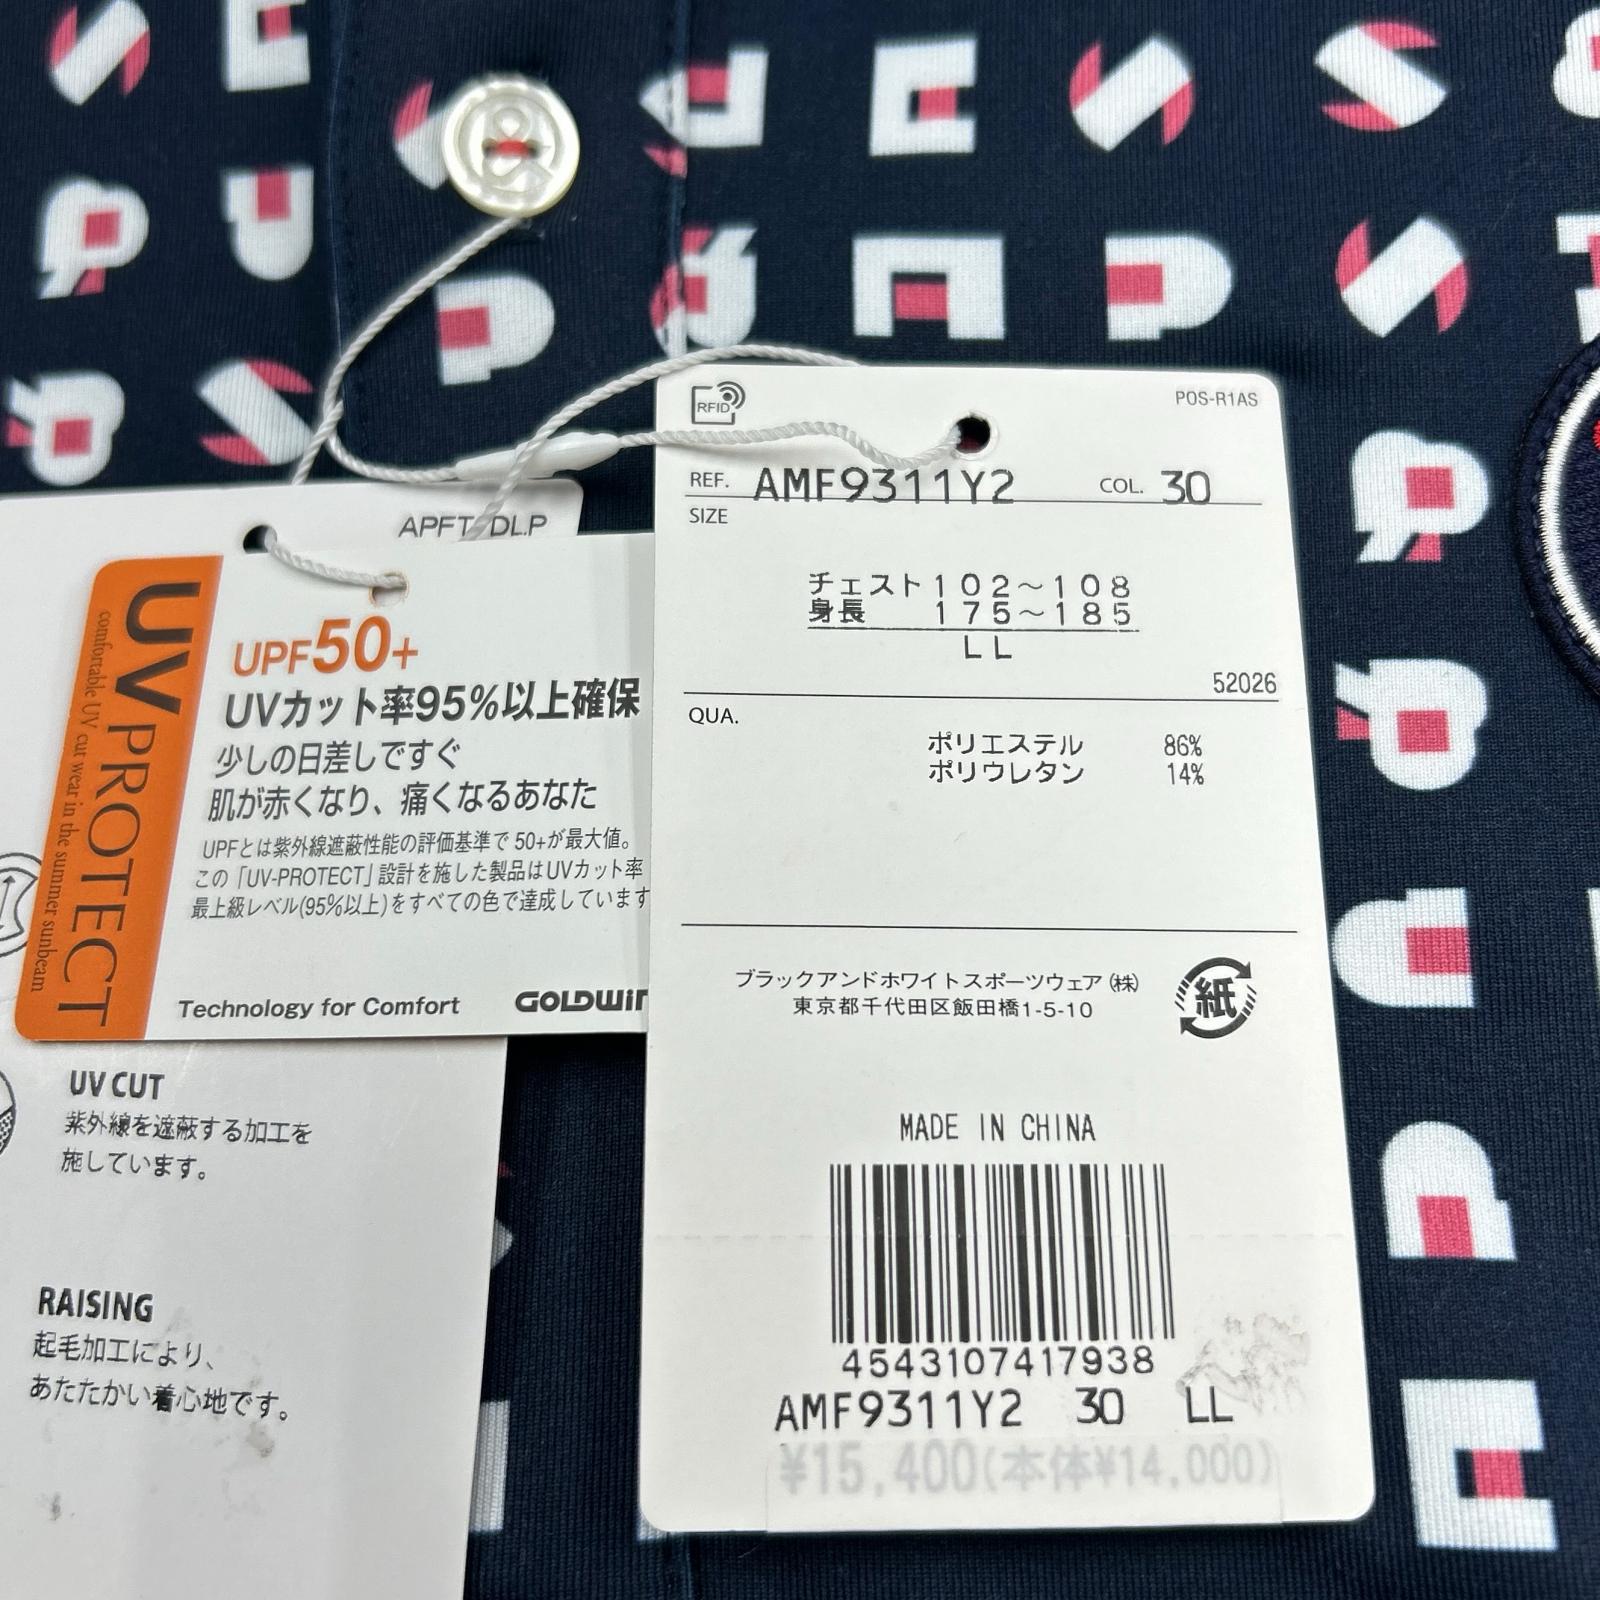 RFID
POS-R1AS
REF. AMF9311Y2 COL. 30
SIZE
チェスト 102〜108
身長 175〜185
LL
52026
QUA.
ポリエステル 86%
ポリウレタン 14%
ブラックアンドホワイトスポーツウェア(株)
東京都千代田区飯田橋1-5-10
紙
MADE IN CHINA
4543107417938
AMF9311Y2 30 LL
¥15,400(本体¥14,000)
APFT/DL.P
UV PROTECT
comfortable UV cut wear in the summer sunbeam
UPF50+
UVカット率95%以上確保
少しの日差しですぐ
肌が赤くなり、痛くなるあなた
UPFとは紫外線遮蔽性能の評価基準で 50+が最大値。
この「UV-PROTECT」設計を施した製品はUVカット率
最上級レベル(95%以上)をすべての色で達成しています
Technology for Comfort GOLDWIN
UV CUT
紫外線を遮蔽する加工を
施しています。
RAISING
起毛加工により、
あたたかい着心地です。